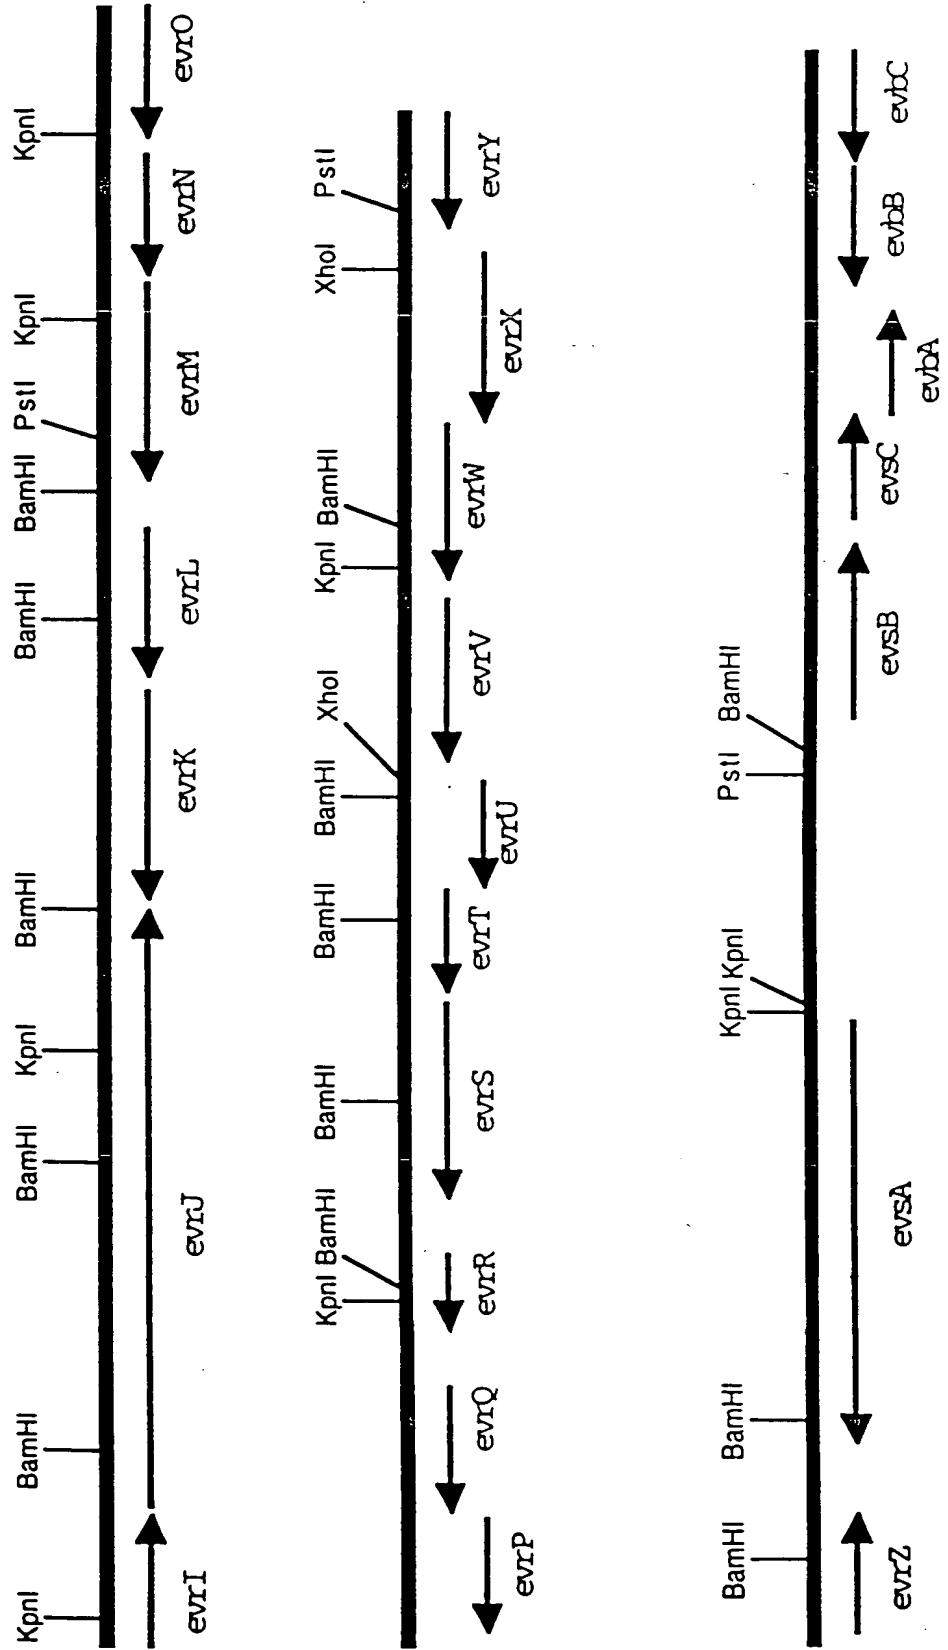 KpnI BamHI BamHI KpnI BamHI BamHI BamHI PstI KpnI KpnI
evrI evrJ evrK evrL evrM evrN evrO
KpnI BamHI BamHI BamHI BamHI XhoI KpnI BamHI XhoI PstI
evrP evrQ evrR evrS evrT evrU evrV evrW evrX evrY
BamHI BamHI KpnI KpnI PstI BamHI
evrZ evsA evsB evsC evbA evbB evbC